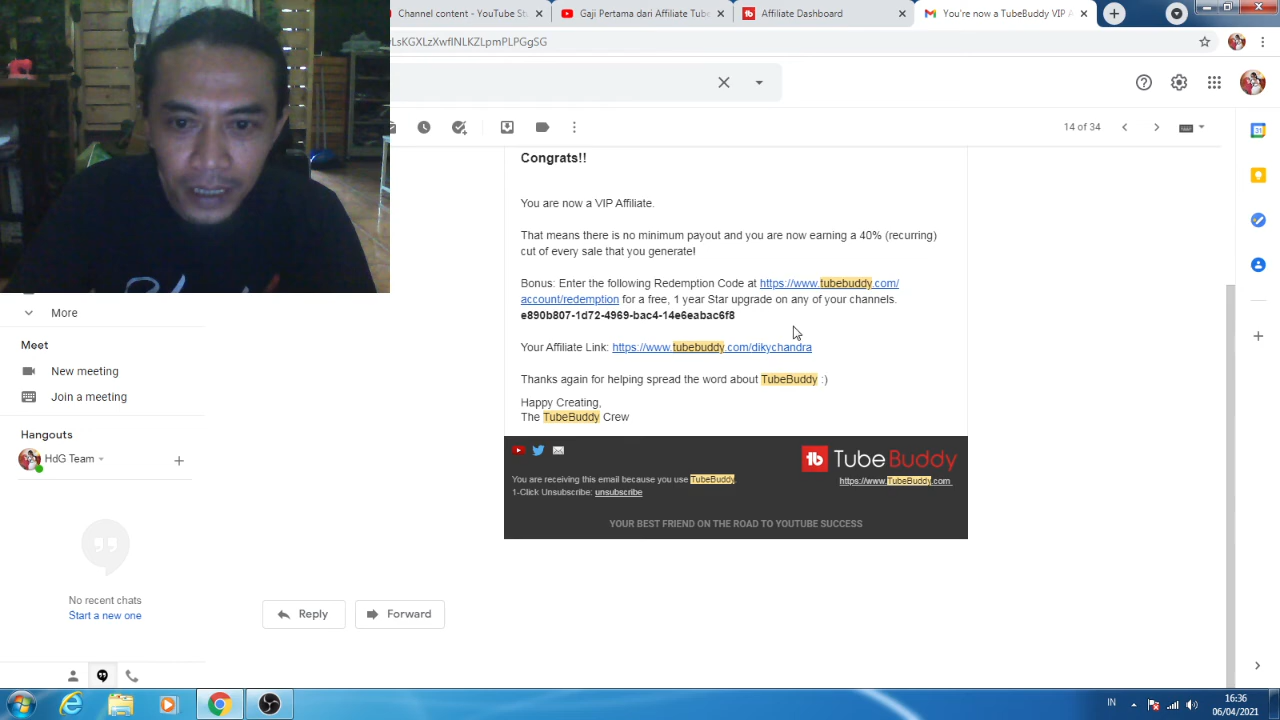 Channel content - YouTube St
Gaji Pertama dari Affiliate Tub
Affiliate Dashboard
You're now a TubeBuddy VIP A
LsKGXLzXwflNLKZLpmPLPGgSG
14 of 34
Congrats!!
You are now a VIP Affiliate.
That means there is no minimum payout and you are now earning a 40% (recurring)
cut of every sale that you generate!
Bonus: Enter the following Redemption Code at https://www.tubebuddy.com/
account/redemption for a free, 1 year Star upgrade on any of your channels.
e890b807-1d72-4969-bac4-14e6eabac6f8
Your Affiliate Link: https://www.tubebuddy.com/dikychandra
Thanks again for helping spread the word about TubeBuddy :)
Happy Creating,
The TubeBuddy Crew
You are receiving this email because you use TubeBuddy.
1-Click Unsubscribe: unsubscribe
tb TubeBuddy
https://www.TubeBuddy.com
YOUR BEST FRIEND ON THE ROAD TO YOUTUBE SUCCESS
Reply
Forward
More
Meet
New meeting
Join a meeting
Hangouts
HdG Team
No recent chats
Start a new one
31
IN
16:36
06/04/2021